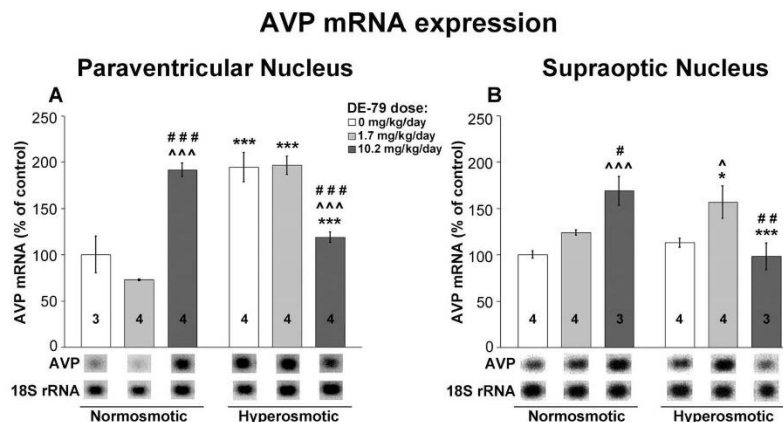 AVP mRNA expression
Paraventricular Nucleus
Supraoptic Nucleus
A
B
DE-79 dose:
0 mg/kg/day
1.7 mg/kg/day
10.2 mg/kg/day
AVP mRNA (% of control)
250
200
150
100
50
0
# # #
^^^
***
***
# # #
^^^
***
3
4
4
4
4
4
AVP
18S rRNA
Normosmotic
Hyperosmotic
AVP mRNA (% of control)
250
200
150
100
50
0
#
^^^
^
*
# #
***
4
4
3
4
4
3
AVP
18S rRNA
Normosmotic
Hyperosmotic